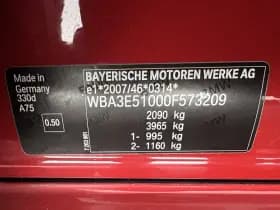 Made in
Germany
330d
A75
0.50
BAYERISCHE MOTOREN WERKE AG
e1*2007/46*0314*
WBA3E51000F573209
2090 kg
3965 kg
1- 995 kg
2- 1160 kg